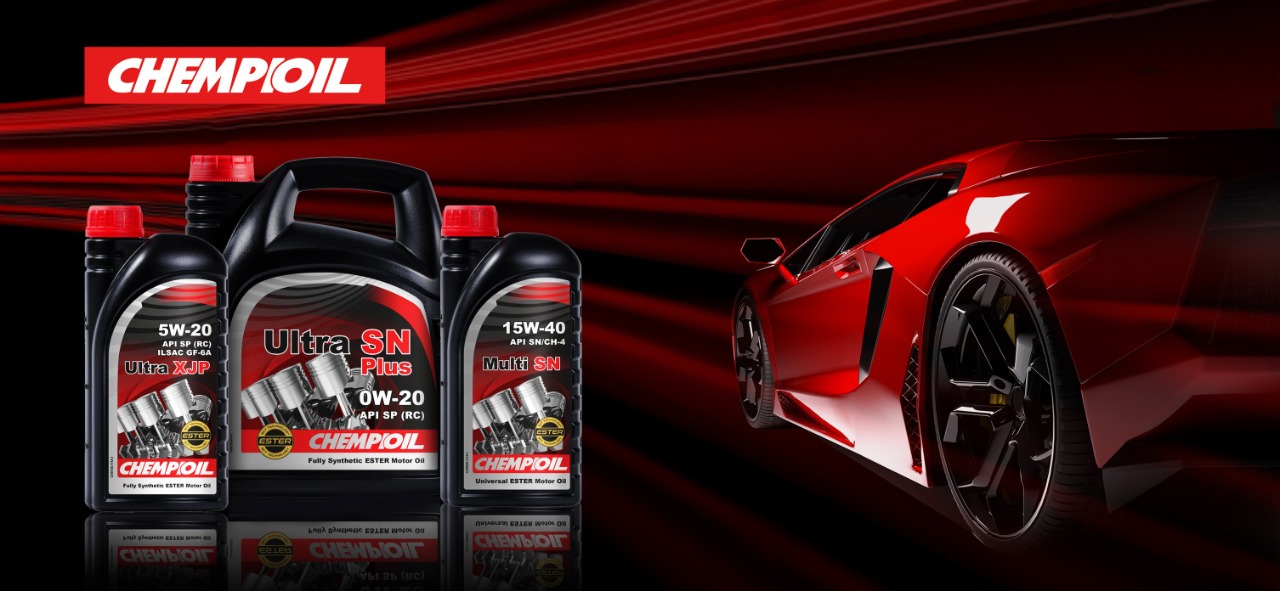 CHEMPIOIL
5W-20
API SP (RC)
ILSAC GF-6A
Ultra XJP
ESTER
CHEMPIOIL
Fully Synthetic ESTER Motor Oil
Ultra SN
Plus
0W-20
API SP (RC)
ESTER
CHEMPIOIL
Fully Synthetic ESTER Motor Oil
15W-40
API SN/CH-4
Multi SN
ESTER
CHEMPIOIL
Universal ESTER Motor Oil